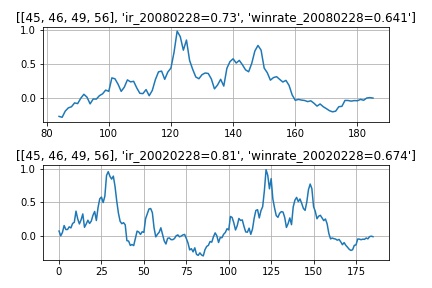 [[45, 46, 49, 56], 'ir_20080228=0.73', 'winrate_20080228=0.641']
1.0
0.5
0.0
80 100 120 140 160 180
[[45, 46, 49, 56], 'ir_20020228=0.81', 'winrate_20020228=0.674']
1.0
0.5
0.0
0 25 50 75 100 125 150 175